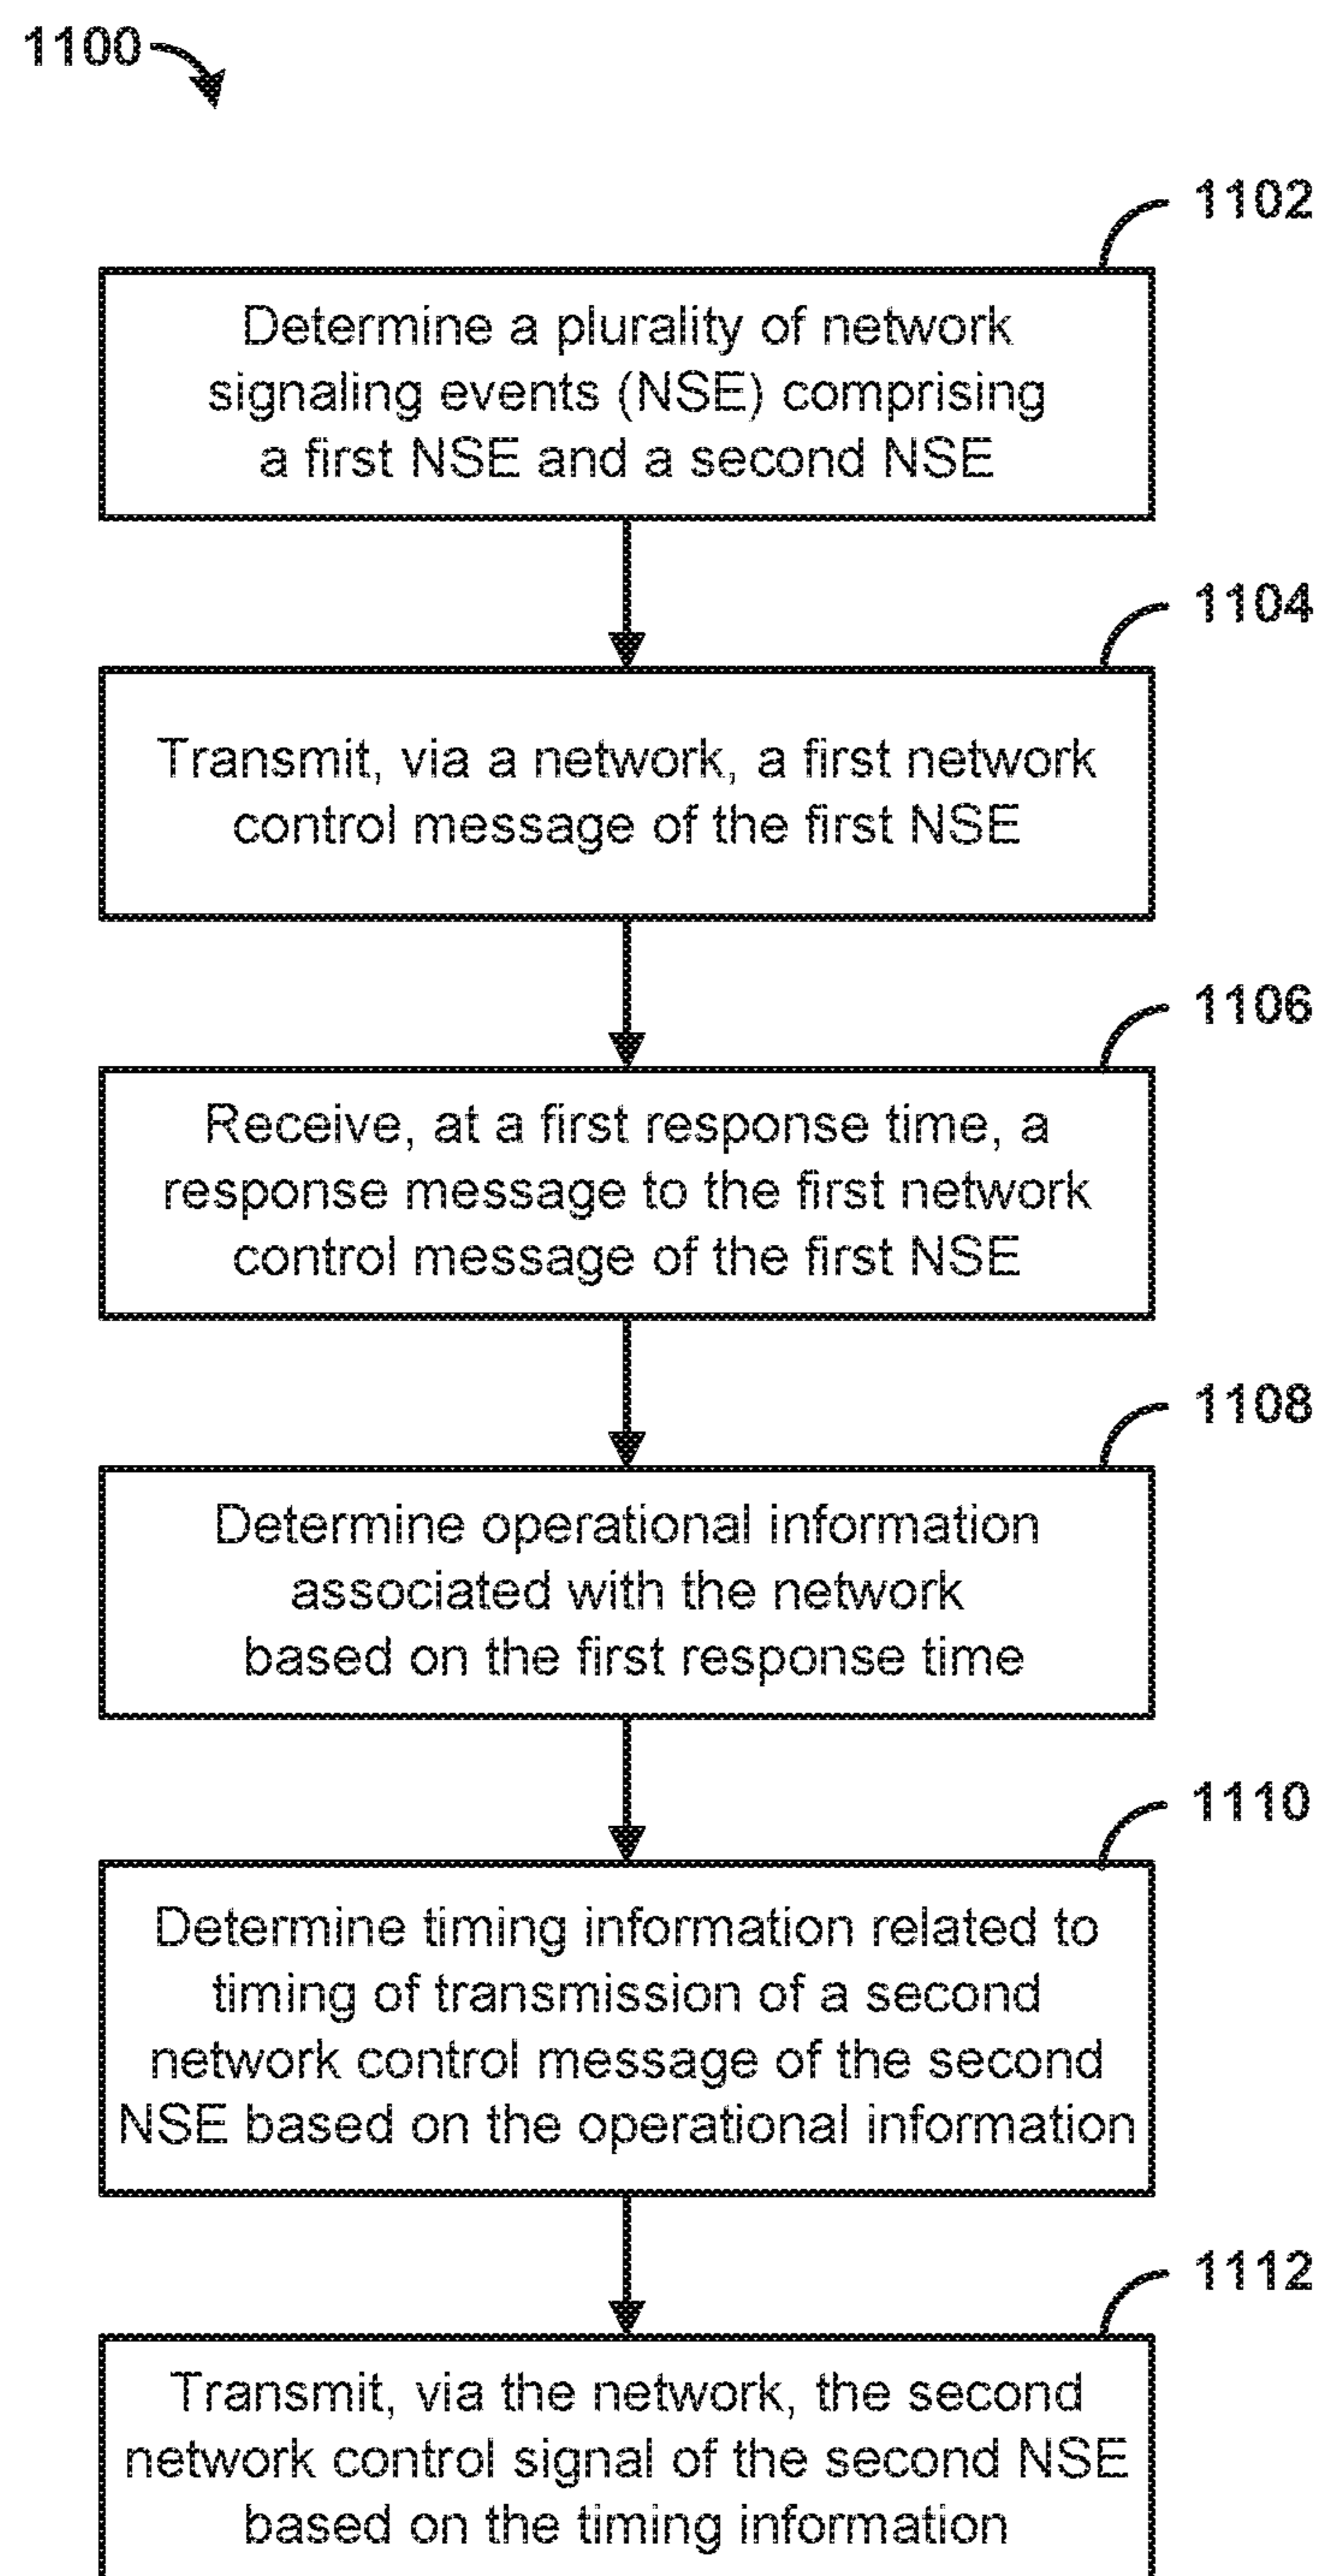 1100
1102
Determine a plurality of network
signaling events (NSE) comprising
a first NSE and a second NSE
1104
Transmit, via a network, a first network
control message of the first NSE
1106
Receive, at a first response time, a
response message to the first network
control message of the first NSE
1108
Determine operational information
associated with the network
based on the first response time
1110
Determine timing information related to
timing of transmission of a second
network control message of the second
NSE based on the operational information
1112
Transmit, via the network, the second
network control signal of the second NSE
based on the timing information